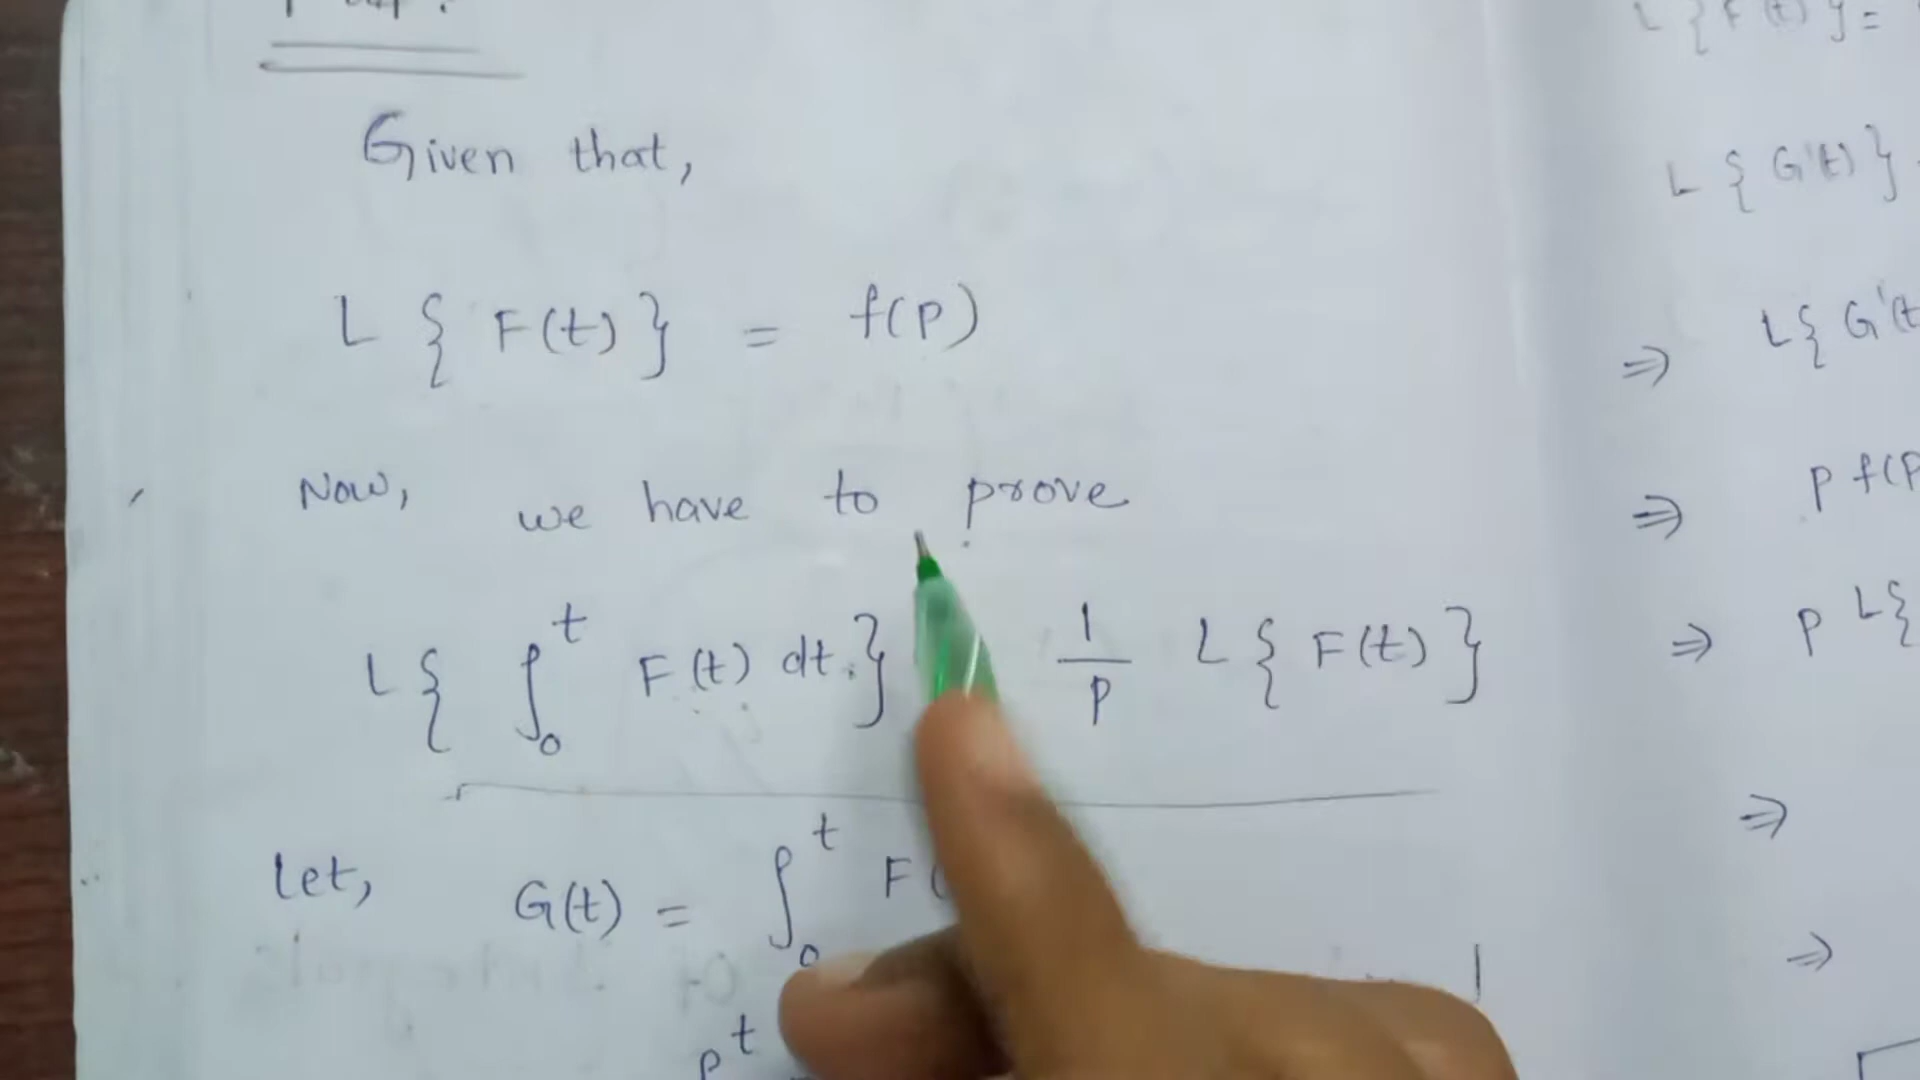 Given that,
L { F(t) } = f(p)
Now, we have to prove
L{ ∫₀ᵗ F(t) dt.} 1/p L{ F(t) }
Let, G(t) = ∫₀ᵗ F(
L { F(t) } =
L { G'(t) }
⇒ L{ G'(t
⇒ p f(p
⇒ p L{
⇒
⇒